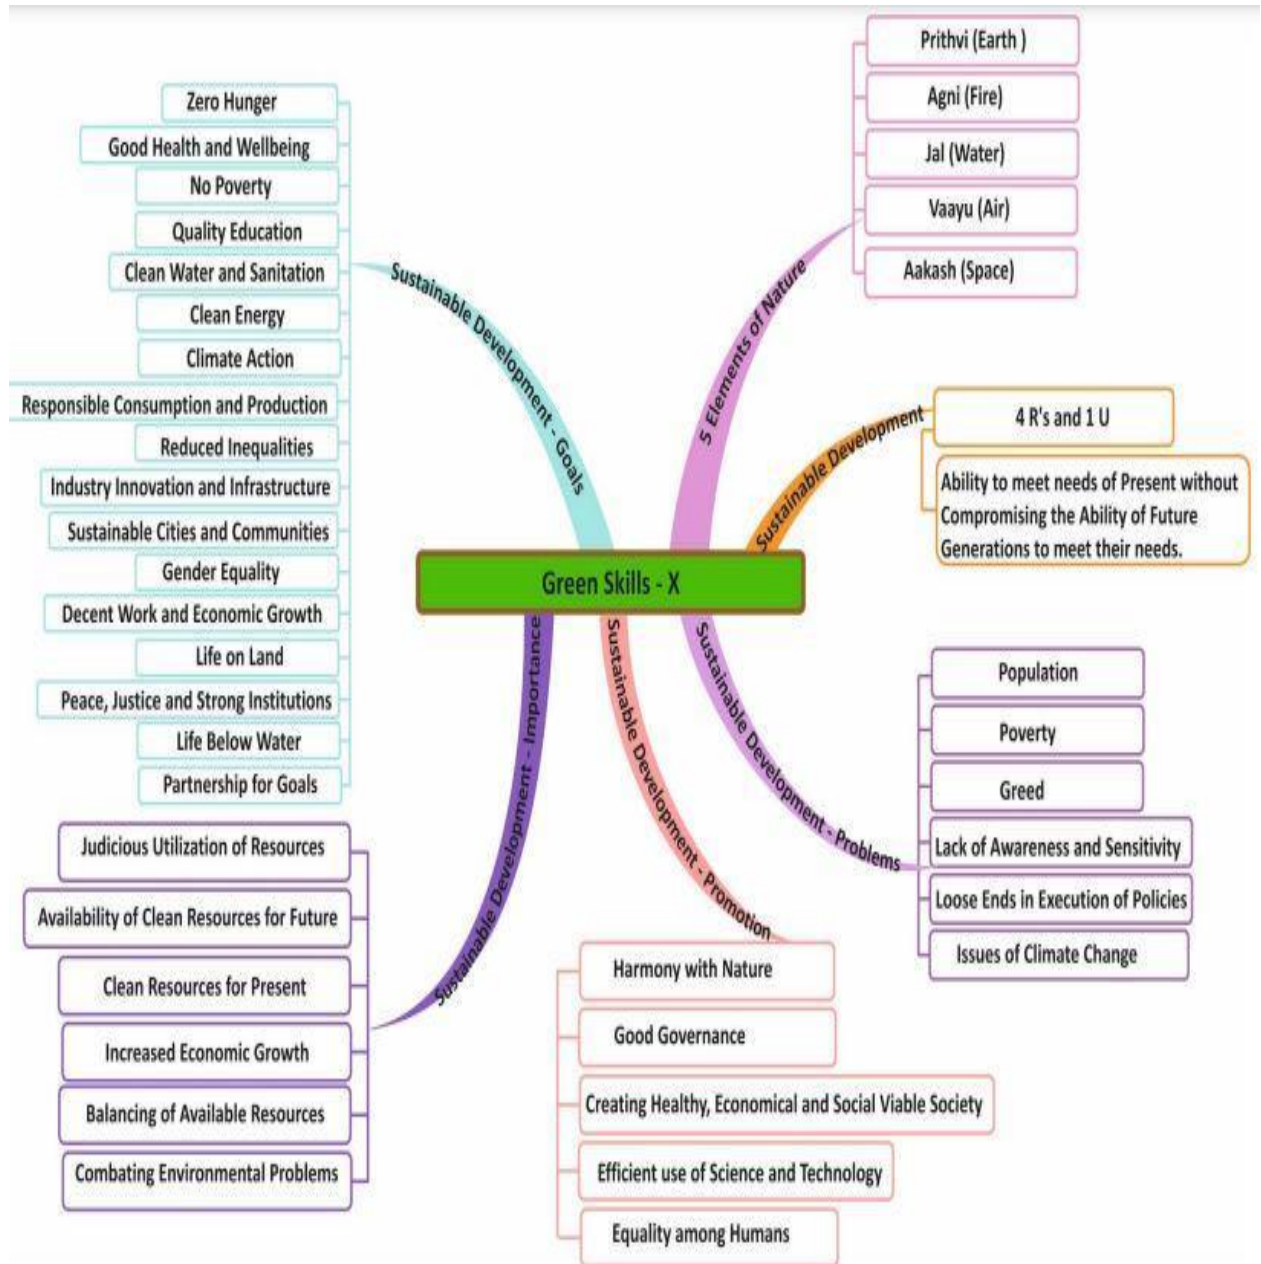 Green Skills - X
Sustainable Development - Goals
Zero Hunger
Good Health and Wellbeing
No Poverty
Quality Education
Clean Water and Sanitation
Clean Energy
Climate Action
Responsible Consumption and Production
Reduced Inequalities
Industry Innovation and Infrastructure
Sustainable Cities and Communities
Gender Equality
Decent Work and Economic Growth
Life on Land
Peace, Justice and Strong Institutions
Life Below Water
Partnership for Goals
5 Elements of Nature
Prithvi (Earth )
Agni (Fire)
Jal (Water)
Vaayu (Air)
Aakash (Space)
Sustainable Development
4 R's and 1 U
Ability to meet needs of Present without
Compromising the Ability of Future
Generations to meet their needs.
Sustainable Development - Problems
Population
Poverty
Greed
Lack of Awareness and Sensitivity
Loose Ends in Execution of Policies
Issues of Climate Change
Sustainable Development - Promotion
Harmony with Nature
Good Governance
Creating Healthy, Economical and Social Viable Society
Efficient use of Science and Technology
Equality among Humans
Sustainable Development - Importance
Judicious Utilization of Resources
Availability of Clean Resources for Future
Clean Resources for Present
Increased Economic Growth
Balancing of Available Resources
Combating Environmental Problems